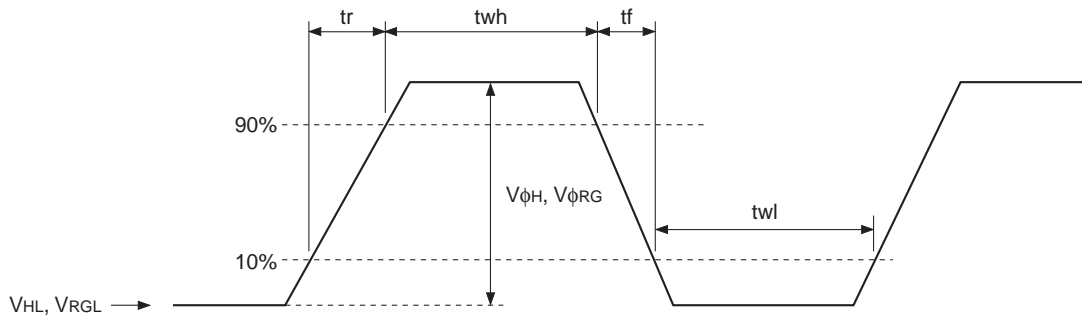 tr twh tf
90%
VϕH, VϕRG
twl
10%
VHL, VRGL